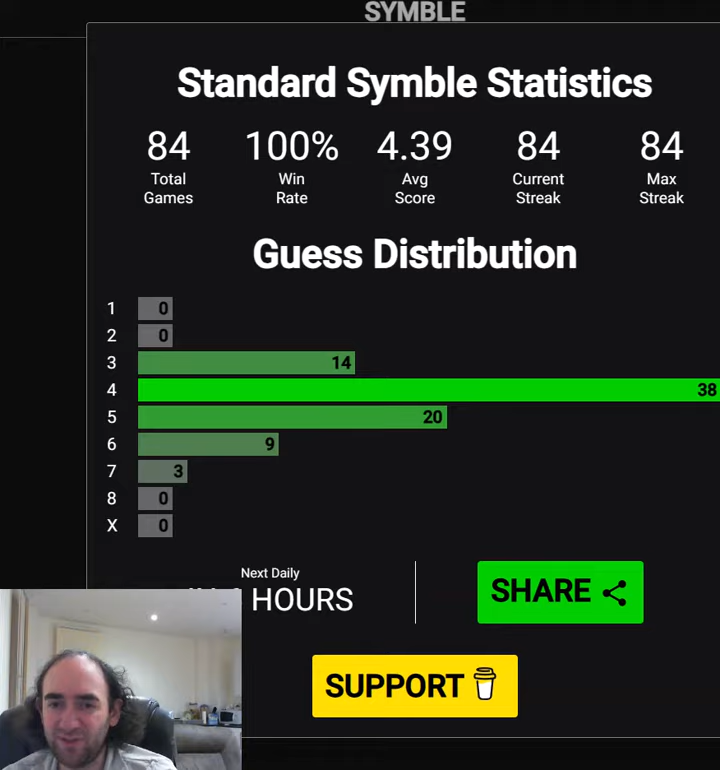 SYMBLE
Standard Symble Statistics
84 100% 4.39 84 84
Total Games Win Rate Avg Score Current Streak Max Streak
Guess Distribution
1 0
2 0
3 14
4 38
5 20
6 9
7 3
8 0
X 0
Next Daily
HOURS
SHARE
SUPPORT